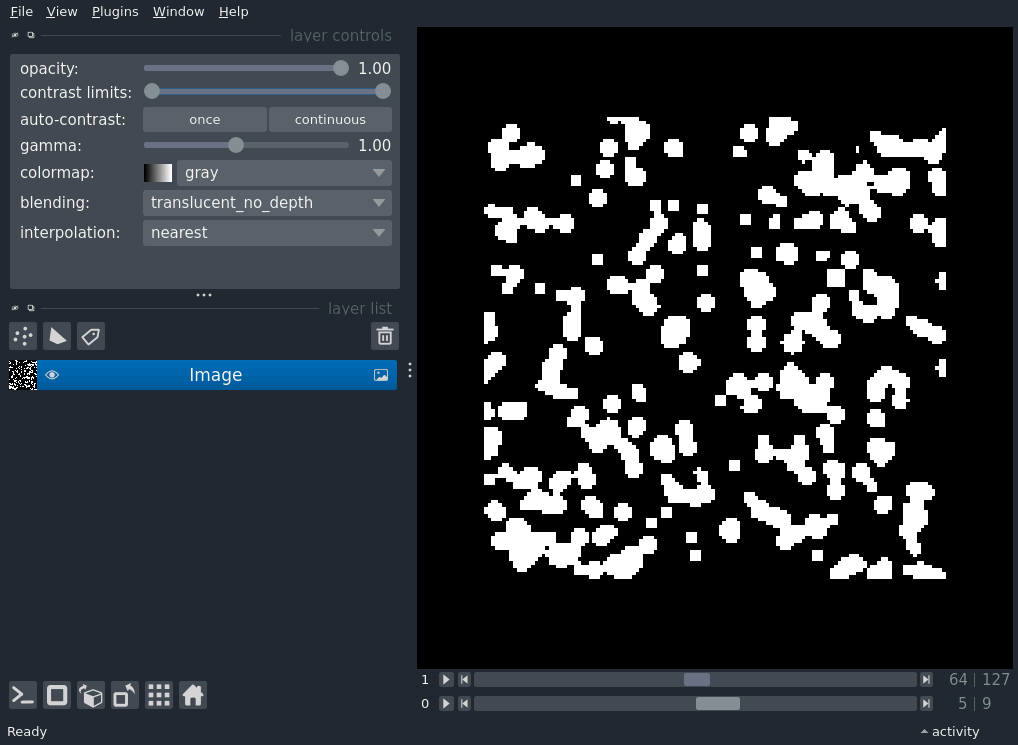 File View Plugins Window Help
layer controls
opacity: 1.00
contrast limits:
auto-contrast: once continuous
gamma: 1.00
colormap: gray
blending: translucent_no_depth
interpolation: nearest
layer list
Image
1 64 | 127
0 5 | 9
Ready activity